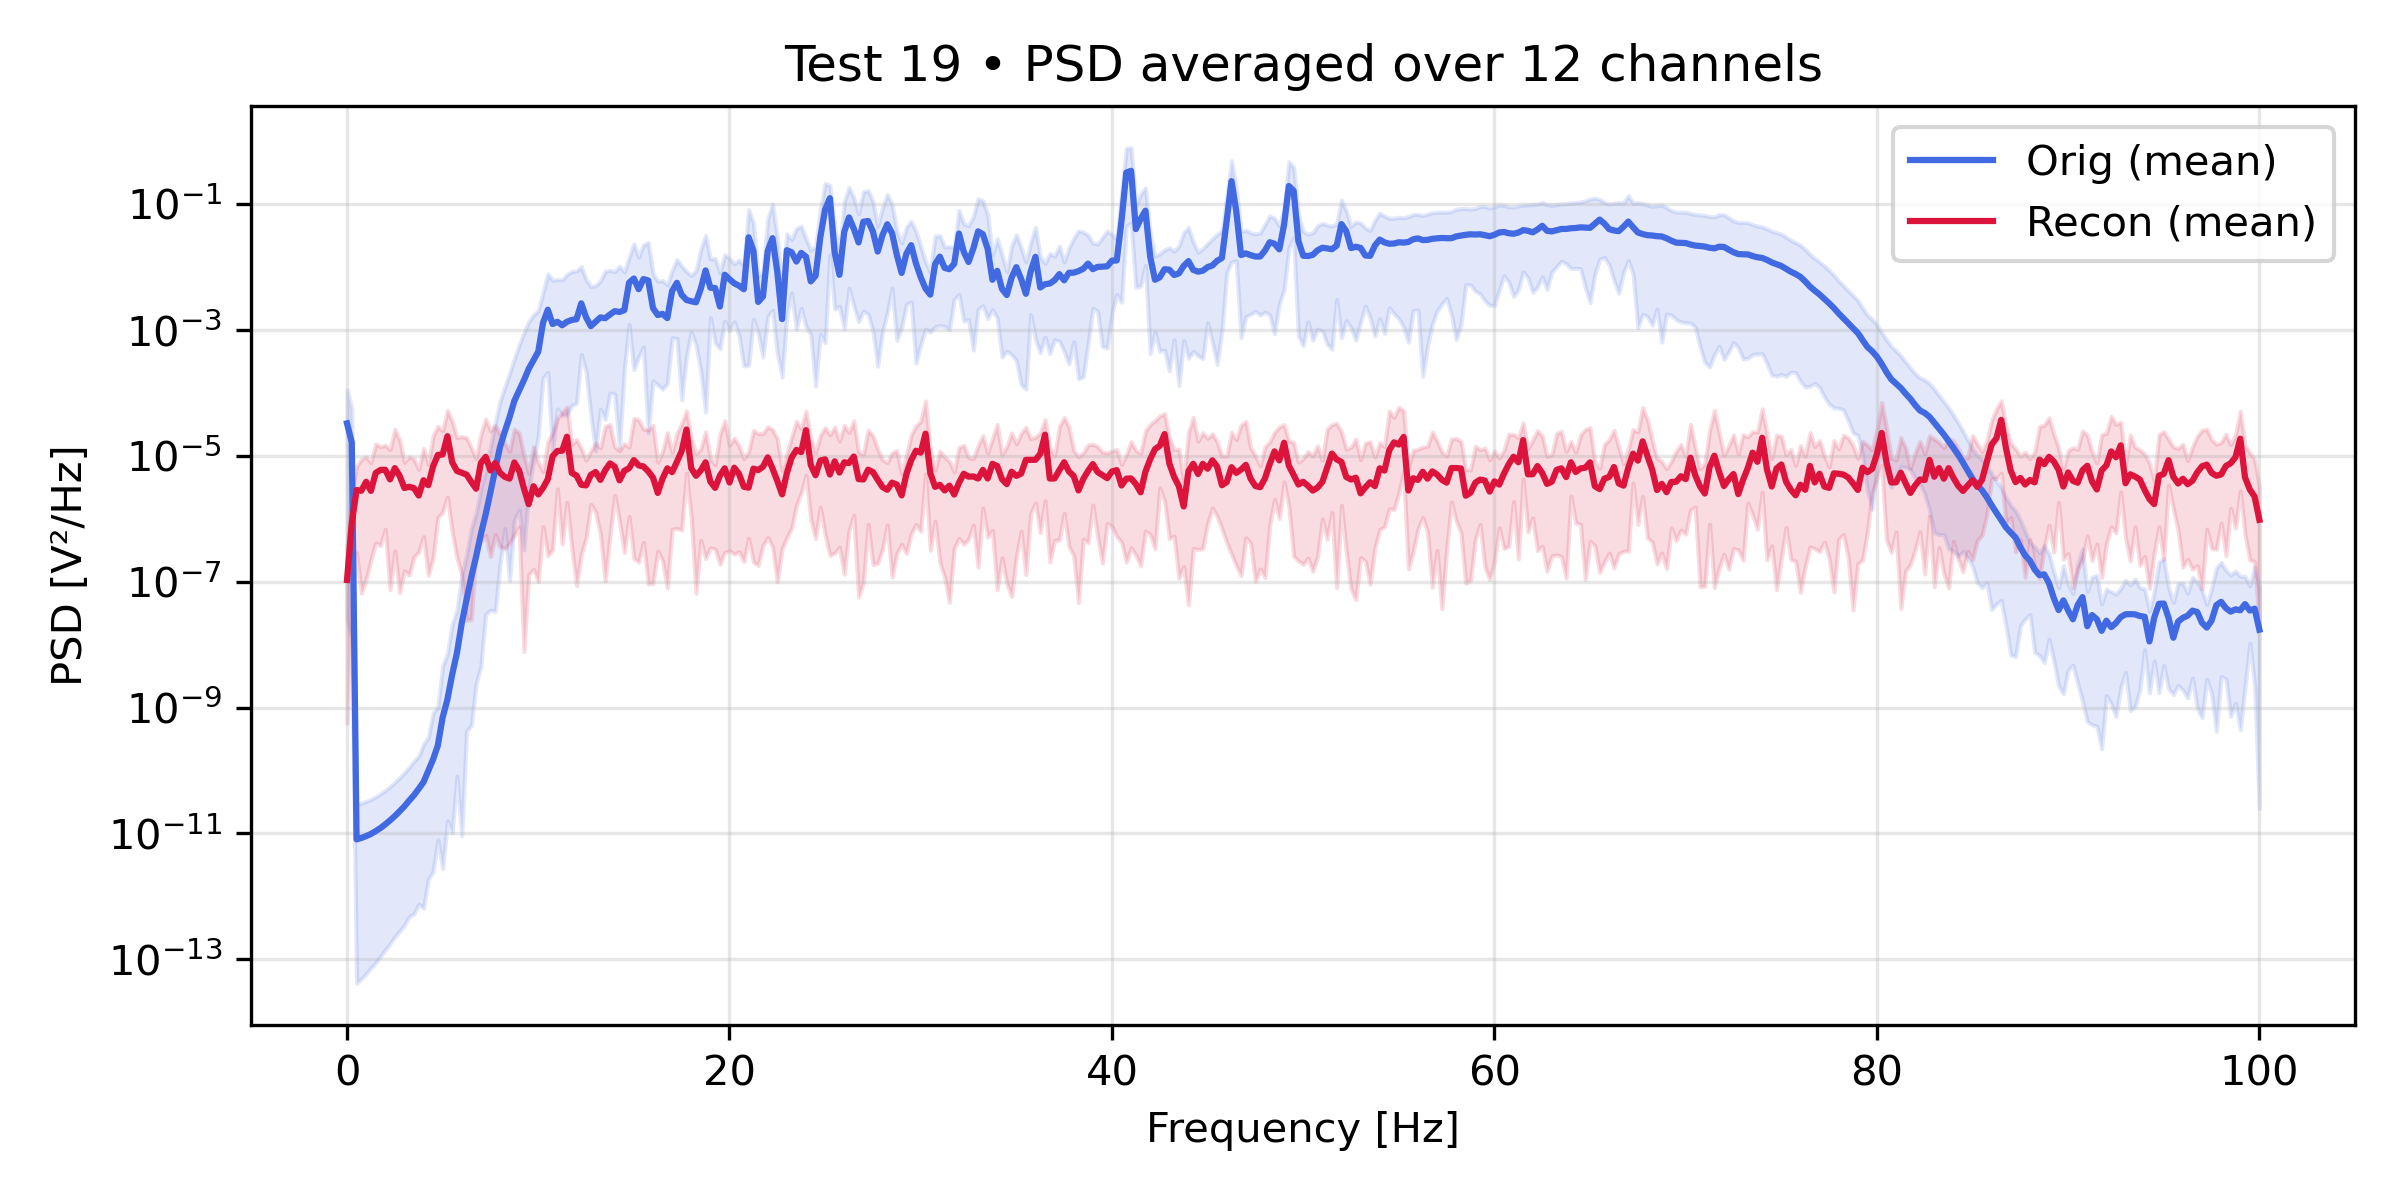 Test 19 • PSD averaged over 12 channels
Orig (mean)
Recon (mean)
PSD [V²/Hz]
10⁻¹
10⁻³
10⁻⁵
10⁻⁷
10⁻⁹
10⁻¹¹
10⁻¹³
0 20 40 60 80 100
Frequency [Hz]